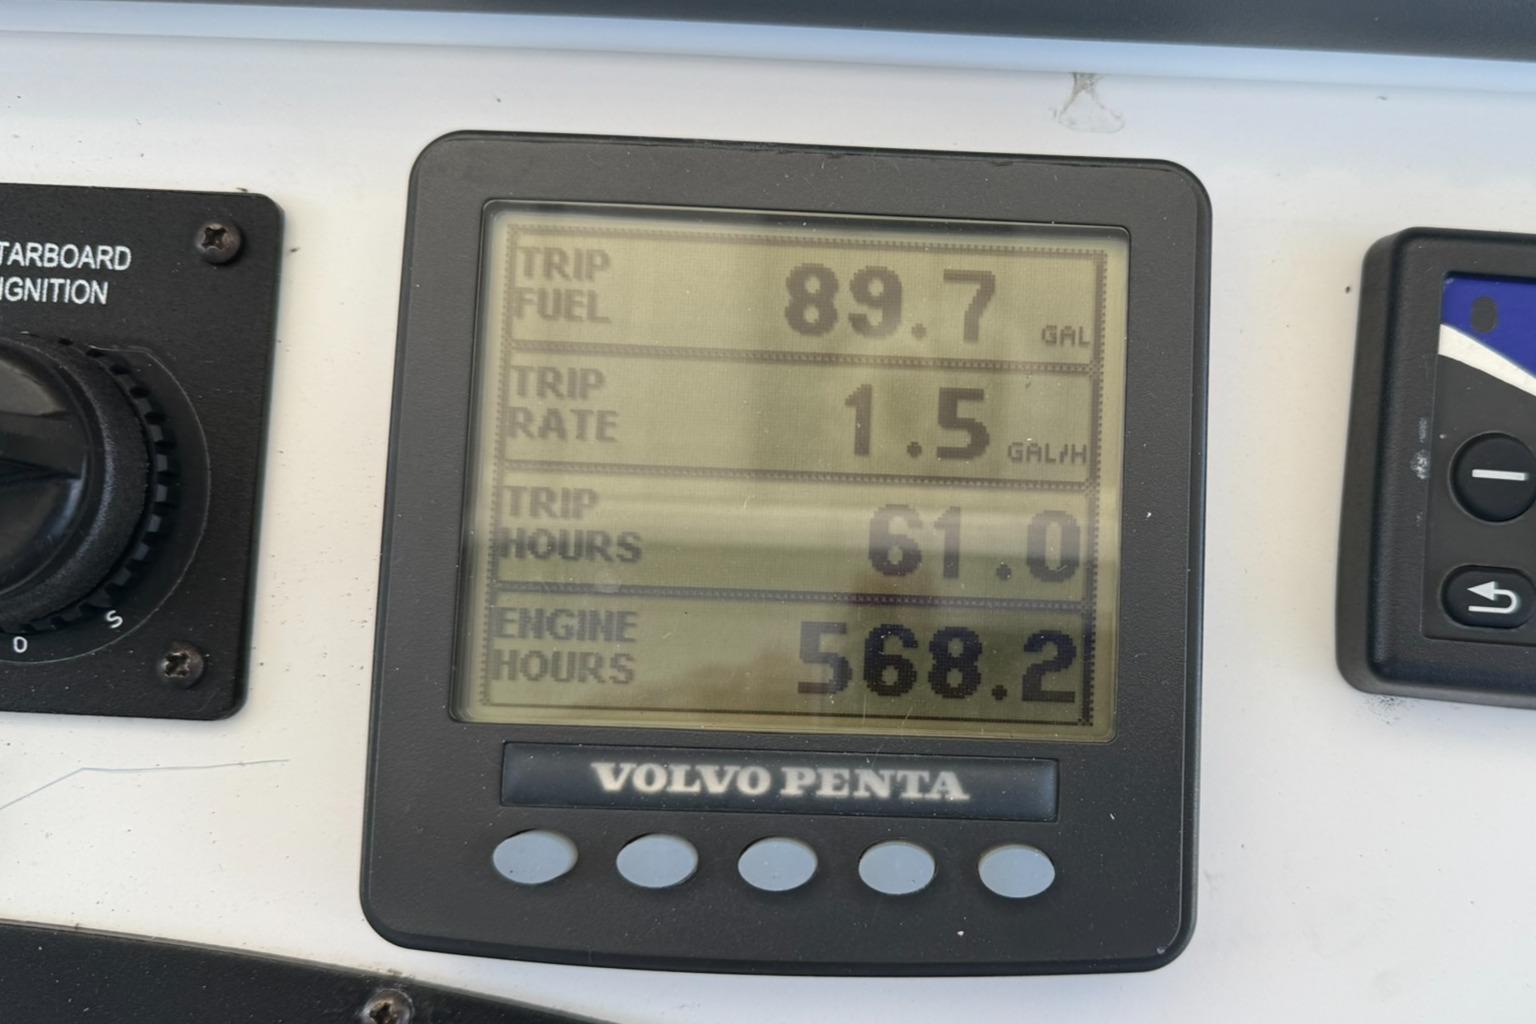 TARBOARD
IGNITION
S
0
TRIP
FUEL 89.7 GAL
TRIP
RATE 1.5 GAL/H
TRIP
HOURS 61.0
ENGINE
HOURS 568.2
VOLVO PENTA